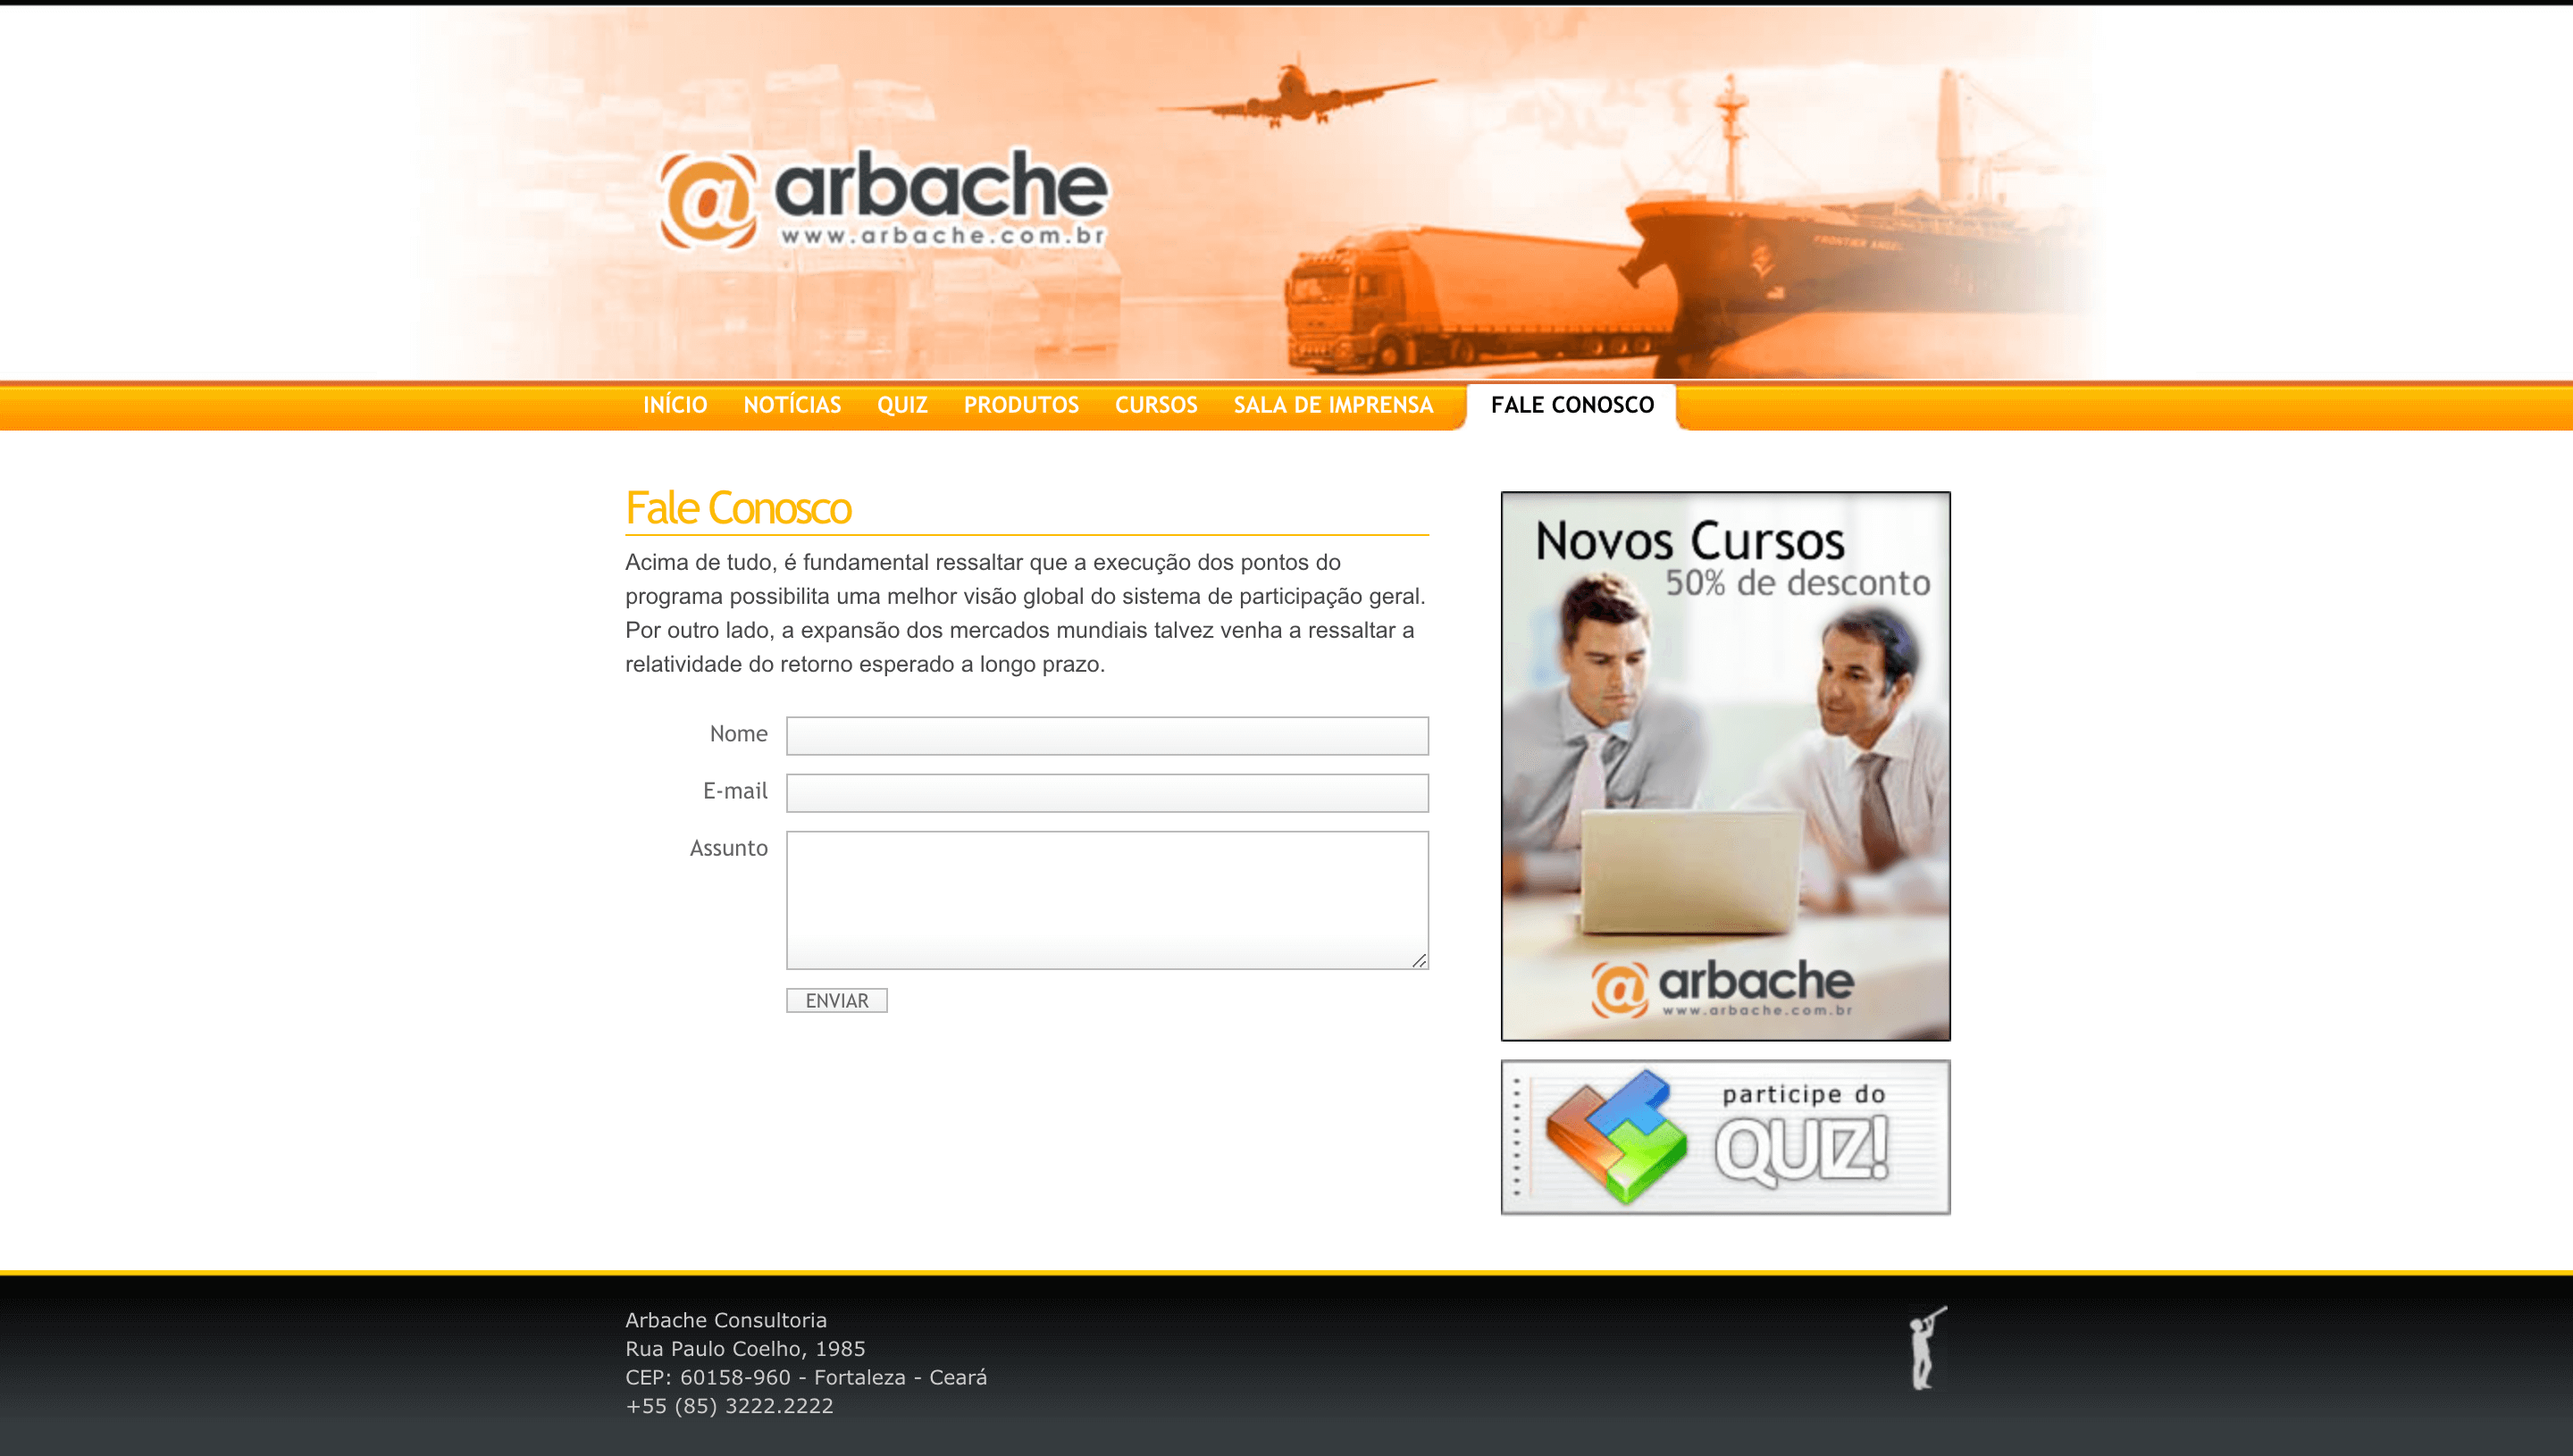 @ arbache
www.arbache.com.br
FRONTIER ANGEL
INÍCIO NOTÍCIAS QUIZ PRODUTOS CURSOS SALA DE IMPRENSA FALE CONOSCO
Fale Conosco
Acima de tudo, é fundamental ressaltar que a execução dos pontos do
programa possibilita uma melhor visão global do sistema de participação geral.
Por outro lado, a expansão dos mercados mundiais talvez venha a ressaltar a
relatividade do retorno esperado a longo prazo.
Nome
E-mail
Assunto
ENVIAR
Novos Cursos
50% de desconto
@ arbache
www.arbache.com.br
participe do
QUIZ!
Arbache Consultoria
Rua Paulo Coelho, 1985
CEP: 60158-960 - Fortaleza - Ceará
+55 (85) 3222.2222